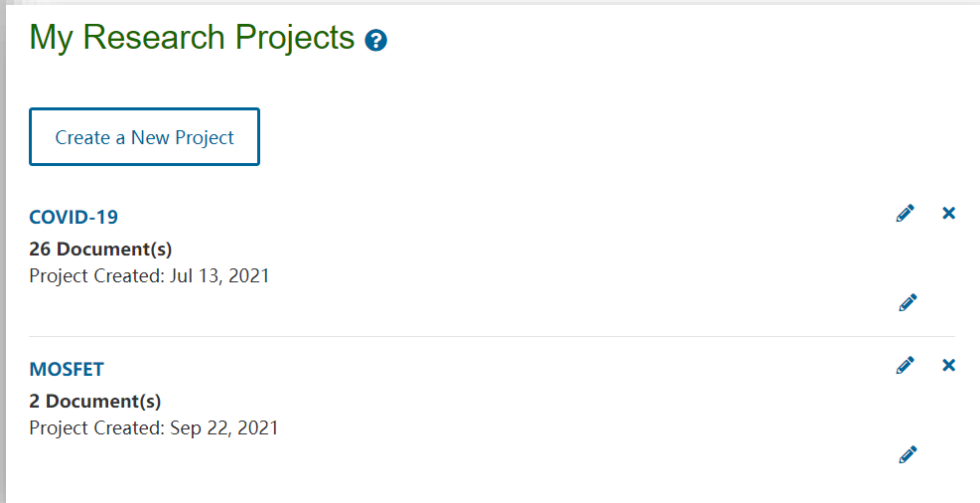 My Research Projects
Create a New Project
COVID-19
26 Document(s)
Project Created: Jul 13, 2021
MOSFET
2 Document(s)
Project Created: Sep 22, 2021